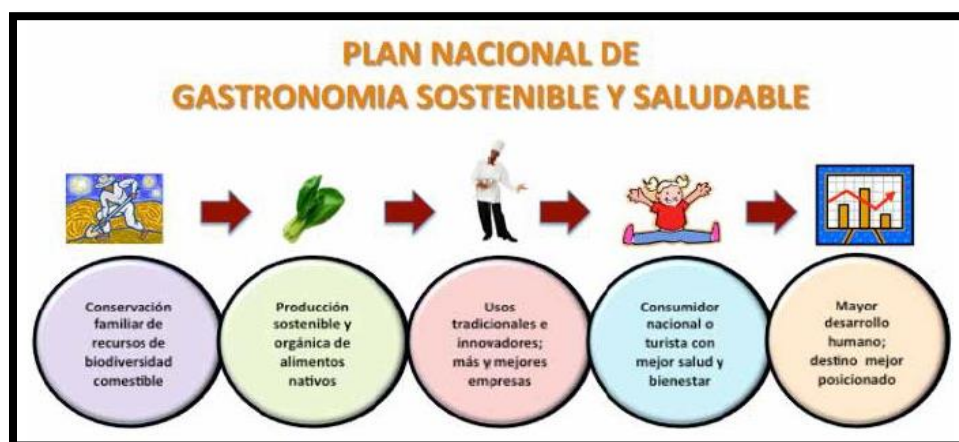 PLAN NACIONAL DE
GASTRONOMIA SOSTENIBLE Y SALUDABLE
Conservación
familiar de
recursos de
biodiversidad
comestible
Producción
sostenible y
orgánica de
alimentos
nativos
Usos
tradicionales e
innovadores;
más y mejores
empresas
Consumidor
nacional o
turista con
mejor salud y
bienestar
Mayor
desarrollo
humano;
destino mejor
posicionado